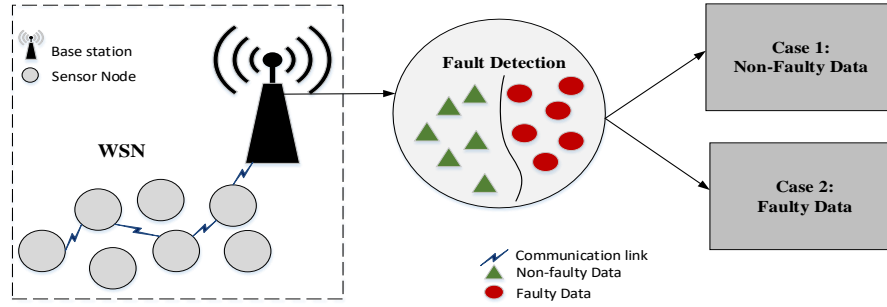 Base station
Sensor Node
WSN
Fault Detection
Case 1:
Non-Faulty Data
Case 2:
Faulty Data
Communication link
Non-faulty Data
Faulty Data